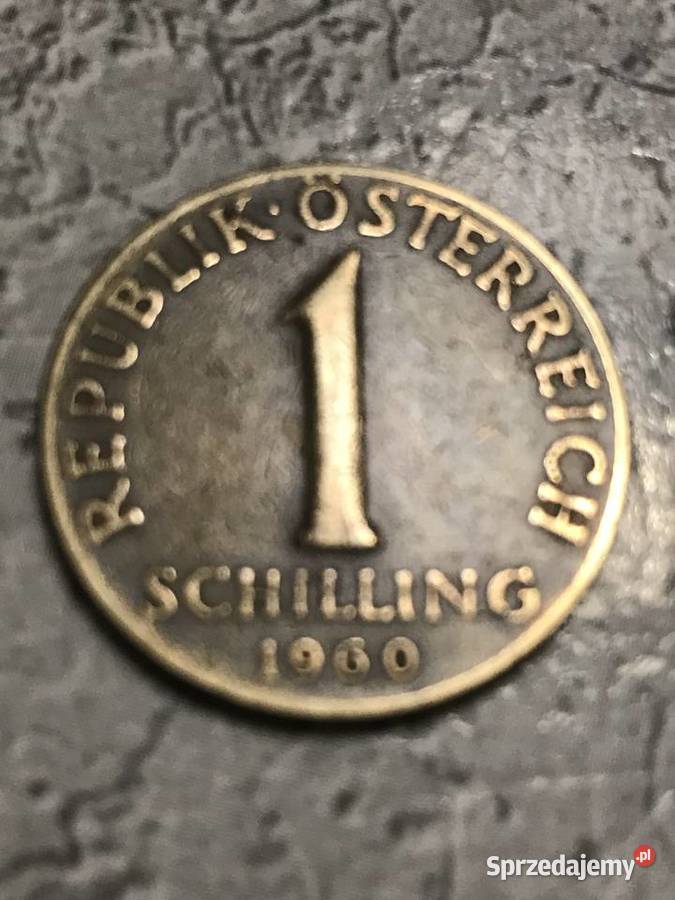 REPUBLIK · ÖSTERREICH
1
SCHILLING
1960
Sprzedajemy.pl